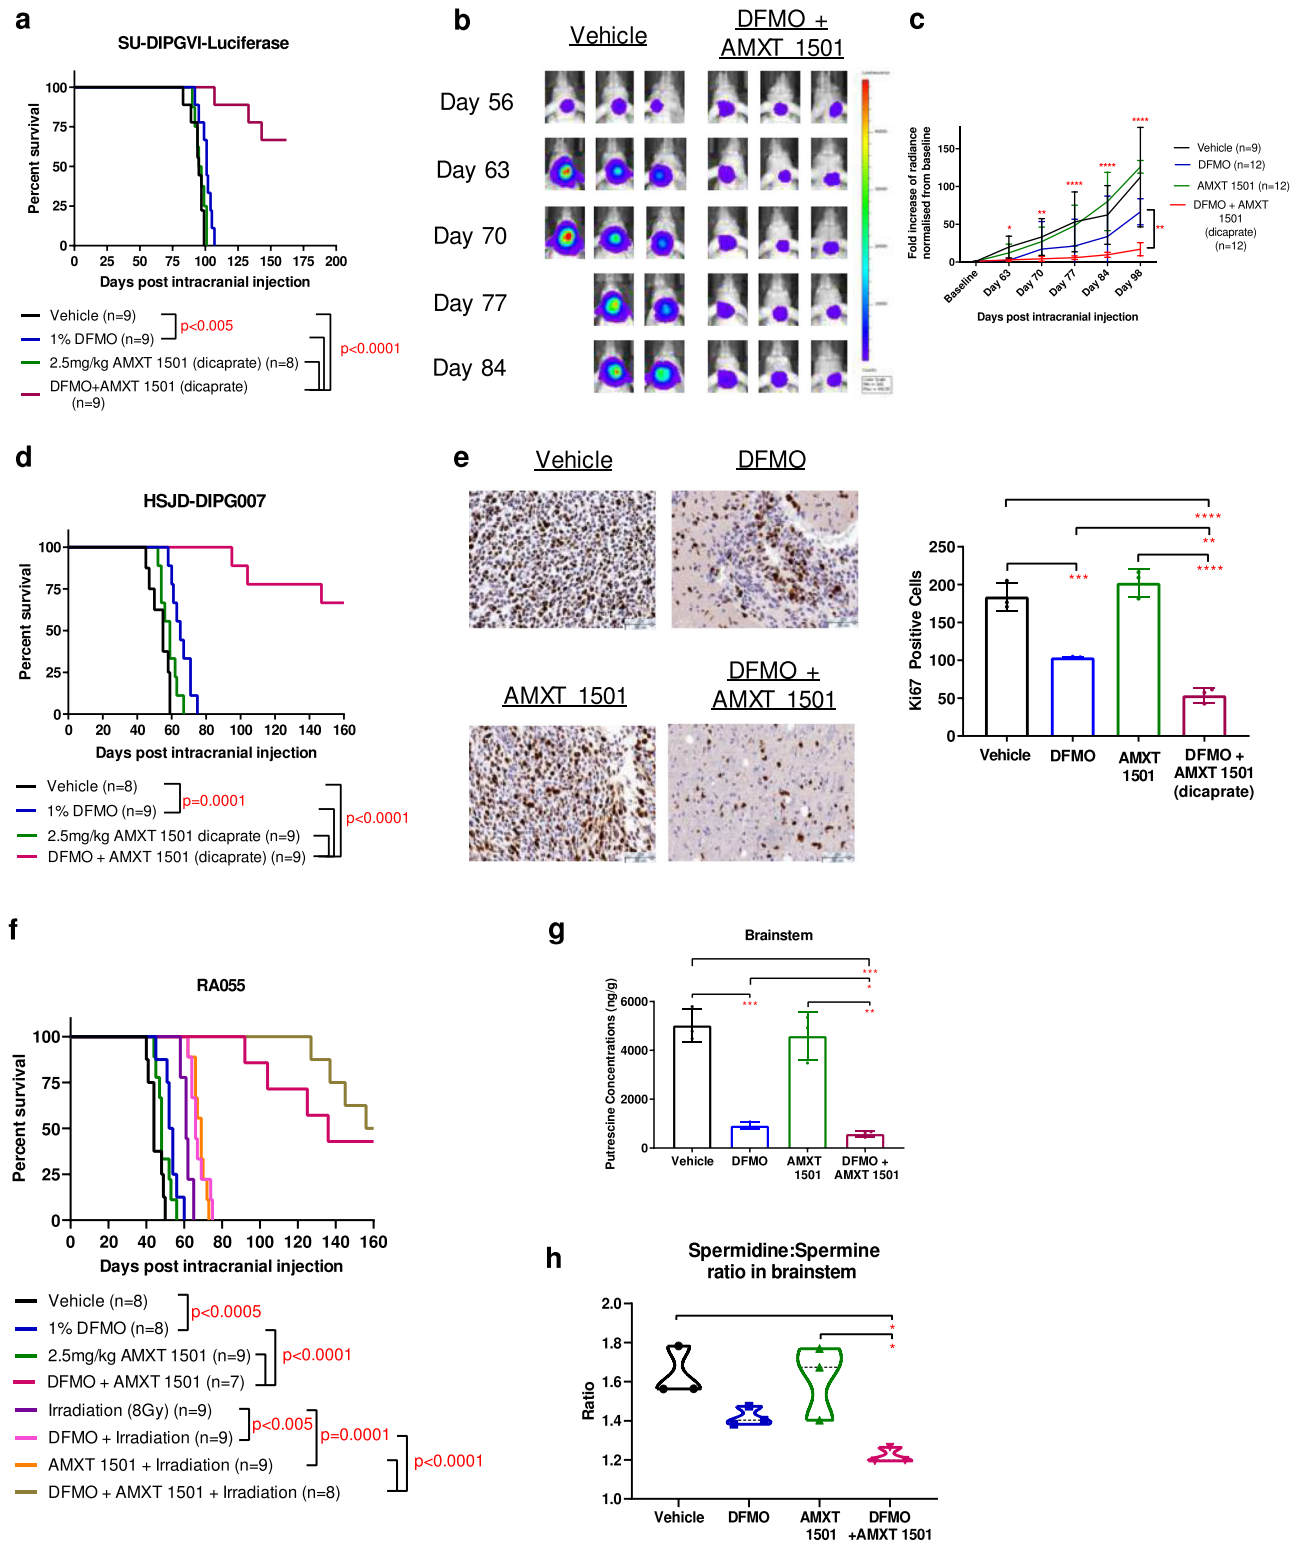 a
SU-DIPGVI-Luciferase
Percent survival
100
75
50
25
0
0 25 50 75 100 125 150 175 200
Days post intracranial injection
Vehicle (n=9)
1% DFMO (n=9)
2.5mg/kg AMXT 1501 (dicaprate) (n=8)
DFMO+AMXT 1501 (dicaprate)
(n=9)
p<0.005
p<0.0001
b
Vehicle
DFMO +
AMXT 1501
Day 56
Day 63
Day 70
Day 77
Day 84
c
Fold increase of radiance
normalised from baseline
150
100
50
0
Baseline
Day 63
Day 70
Day 77
Day 84
Day 98
*
**
****
****
****
**
Days post intracranial injection
Vehicle (n=9)
DFMO (n=12)
AMXT 1501 (n=12)
DFMO + AMXT
1501
(dicaprate)
(n=12)
d
HSJD-DIPG007
Percent survival
100
75
50
25
0
0 20 40 60 80 100 120 140 160
Days post intracranial injection
Vehicle (n=8)
1% DFMO (n=9)
2.5mg/kg AMXT 1501 dicaprate (n=9)
DFMO + AMXT 1501 (dicaprate) (n=9)
p=0.0001
p<0.0001
e
Vehicle
DFMO
AMXT 1501
DFMO +
AMXT 1501
Ki67 Positive Cells
250
200
150
100
50
0
****
**
****
***
Vehicle
DFMO
AMXT
1501
DFMO +
AMXT 1501
(dicaprate)
f
RA055
Percent survival
100
75
50
25
0
0 20 40 60 80 100 120 140 160
Days post intracranial injection
Vehicle (n=8)
1% DFMO (n=8)
2.5mg/kg AMXT 1501 (n=9)
DFMO + AMXT 1501 (n=7)
Irradiation (8Gy) (n=9)
DFMO + Irradiation (n=9)
AMXT 1501 + Irradiation (n=9)
DFMO + AMXT 1501 + Irradiation (n=8)
p<0.0005
p<0.0001
p<0.005
p=0.0001
p<0.0001
g
Brainstem
Putrescine Concentrations (ng/g)
6000
4000
2000
0
***
*
**
***
Vehicle
DFMO
AMXT
1501
DFMO +
AMXT 1501
h
Spermidine:Spermine
ratio in brainstem
Ratio
2.0
1.8
1.6
1.4
1.2
1.0
*
*
Vehicle
DFMO
AMXT
1501
DFMO
+AMXT 1501